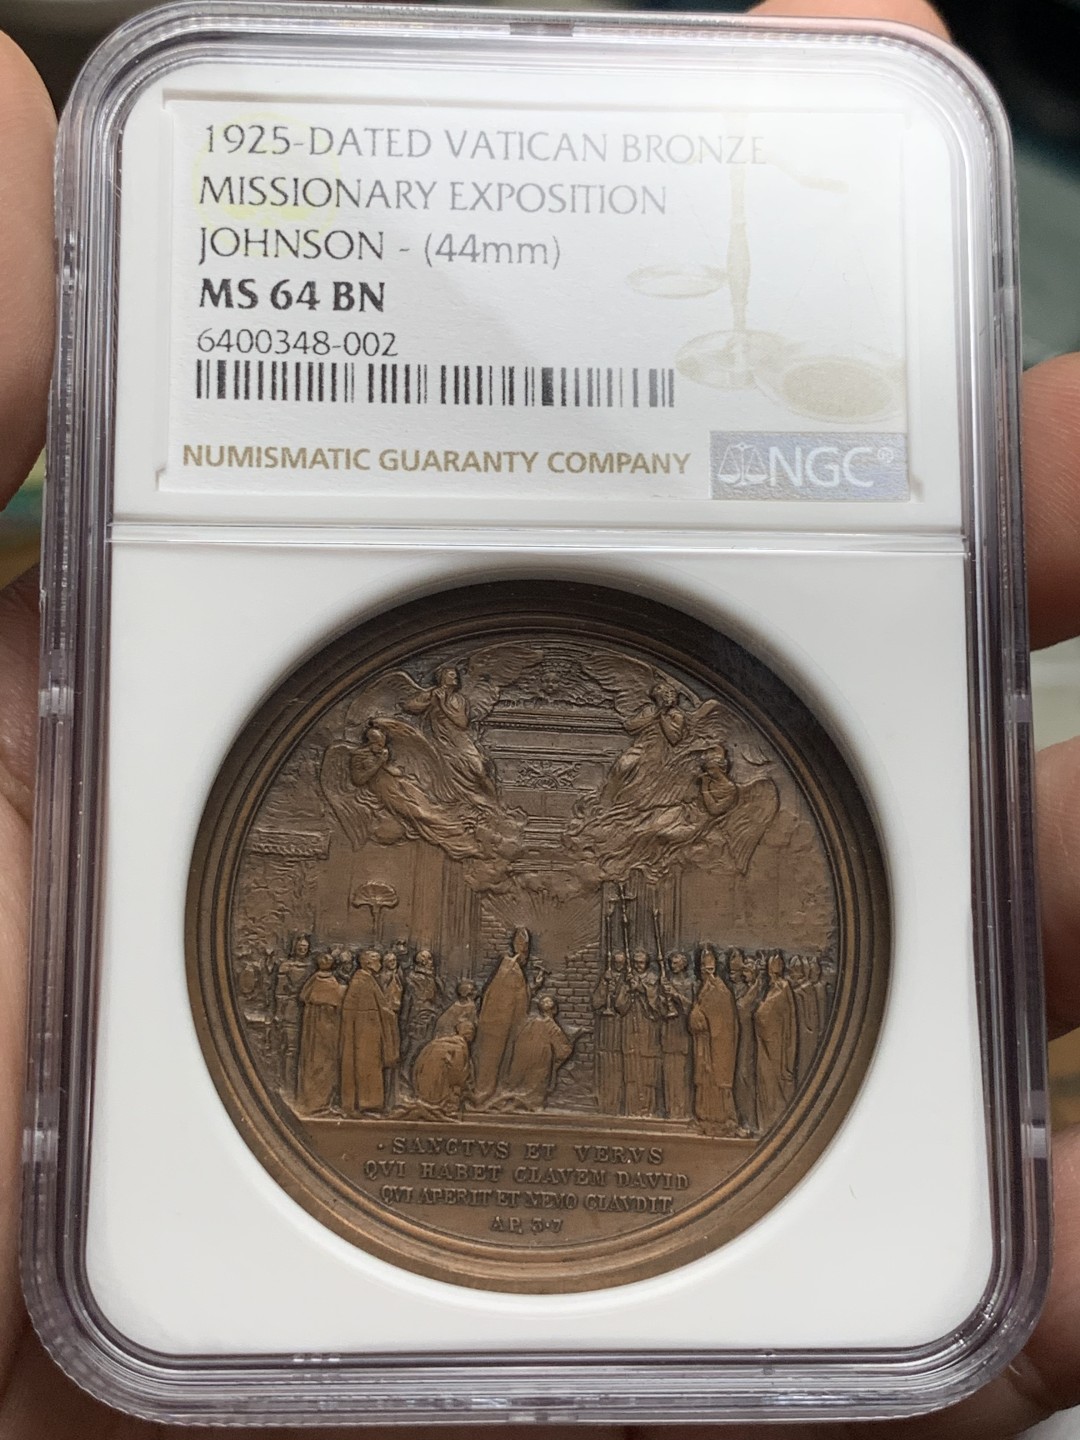 1925-DATED VATICAN BRONZE
MISSIONARY EXPOSITION
JOHNSON - (44mm)
MS 64 BN
6400348-002
NUMISMATIC GUARANTY COMPANY
NGC®
· SANCTVS ET VERVS
QVI HABET CLAVEM DAVID
QVI APERIT ET NEMO CLAVDIT
AP. 3·7